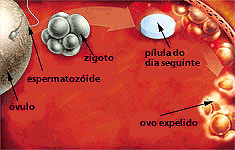 pílula do
dia seguinte
zigoto
espermatozóide
óvulo
ovo expelido